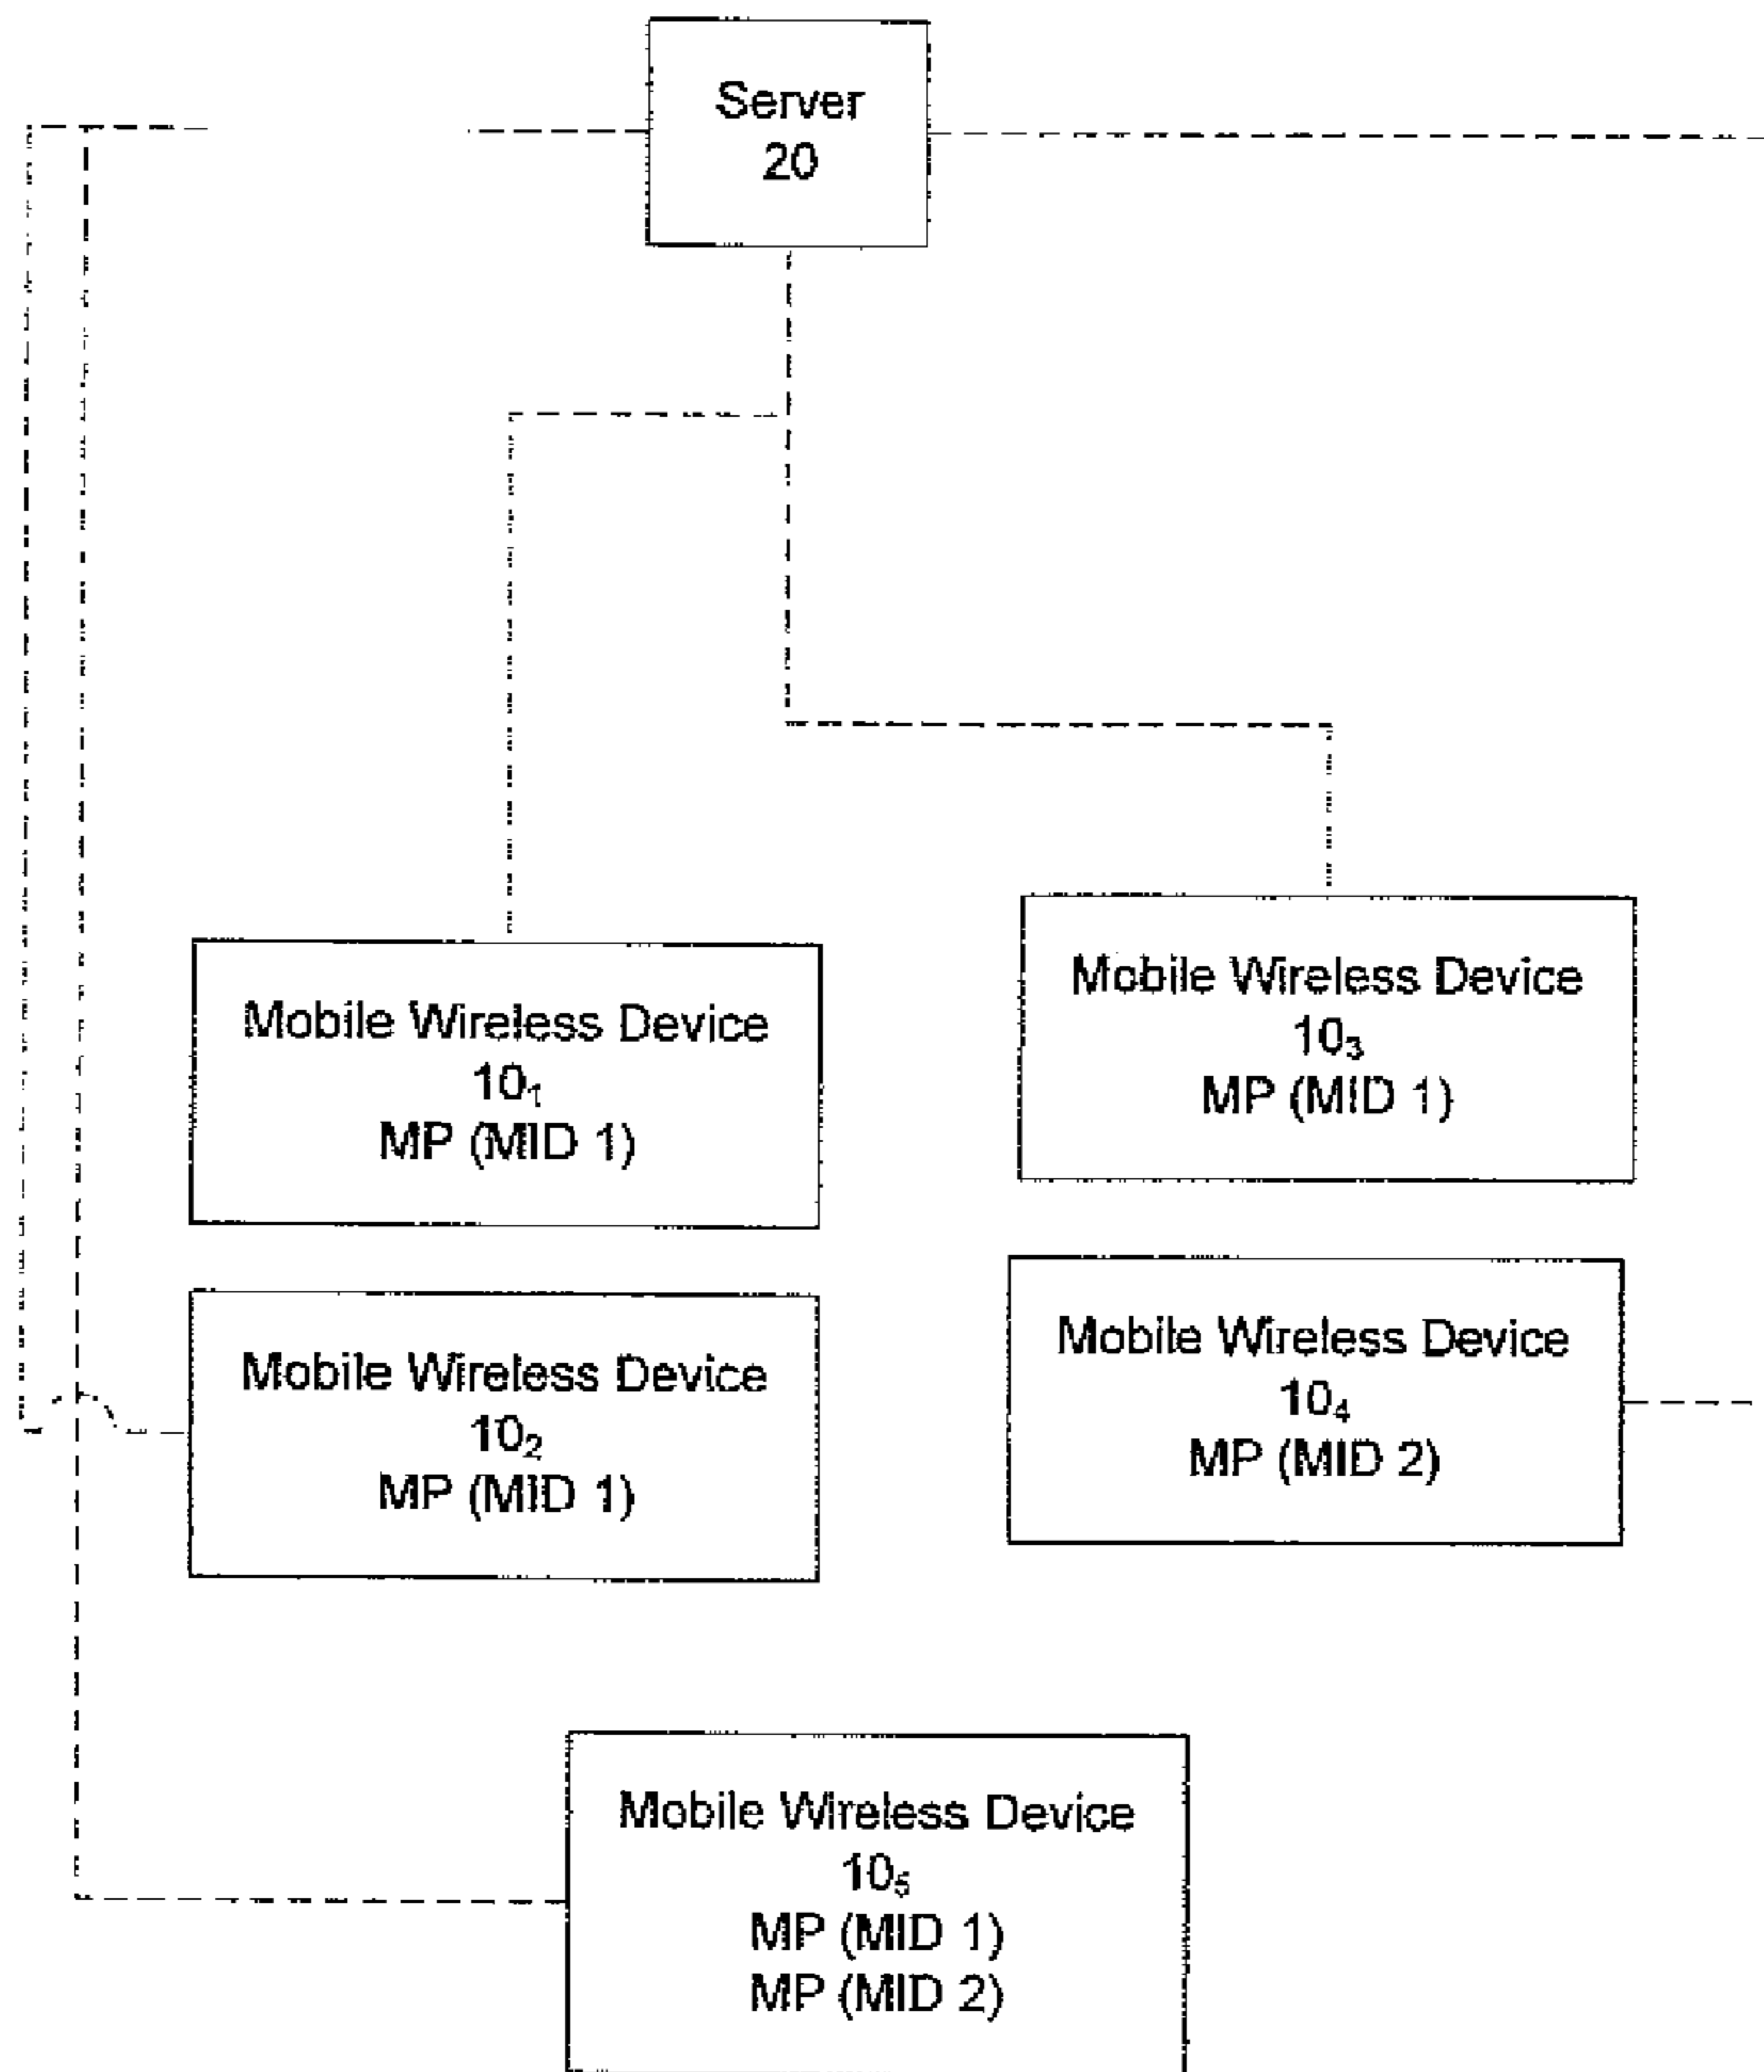 Server
20
Mobile Wireless Device
10₁
MP (MID 1)
Mobile Wireless Device
10₃
MP (MID 1)
Mobile Wireless Device
10₂
MP (MID 1)
Mobile Wireless Device
10₄
MP (MID 2)
Mobile Wireless Device
10₅
MP (MID 1)
MP (MID 2)